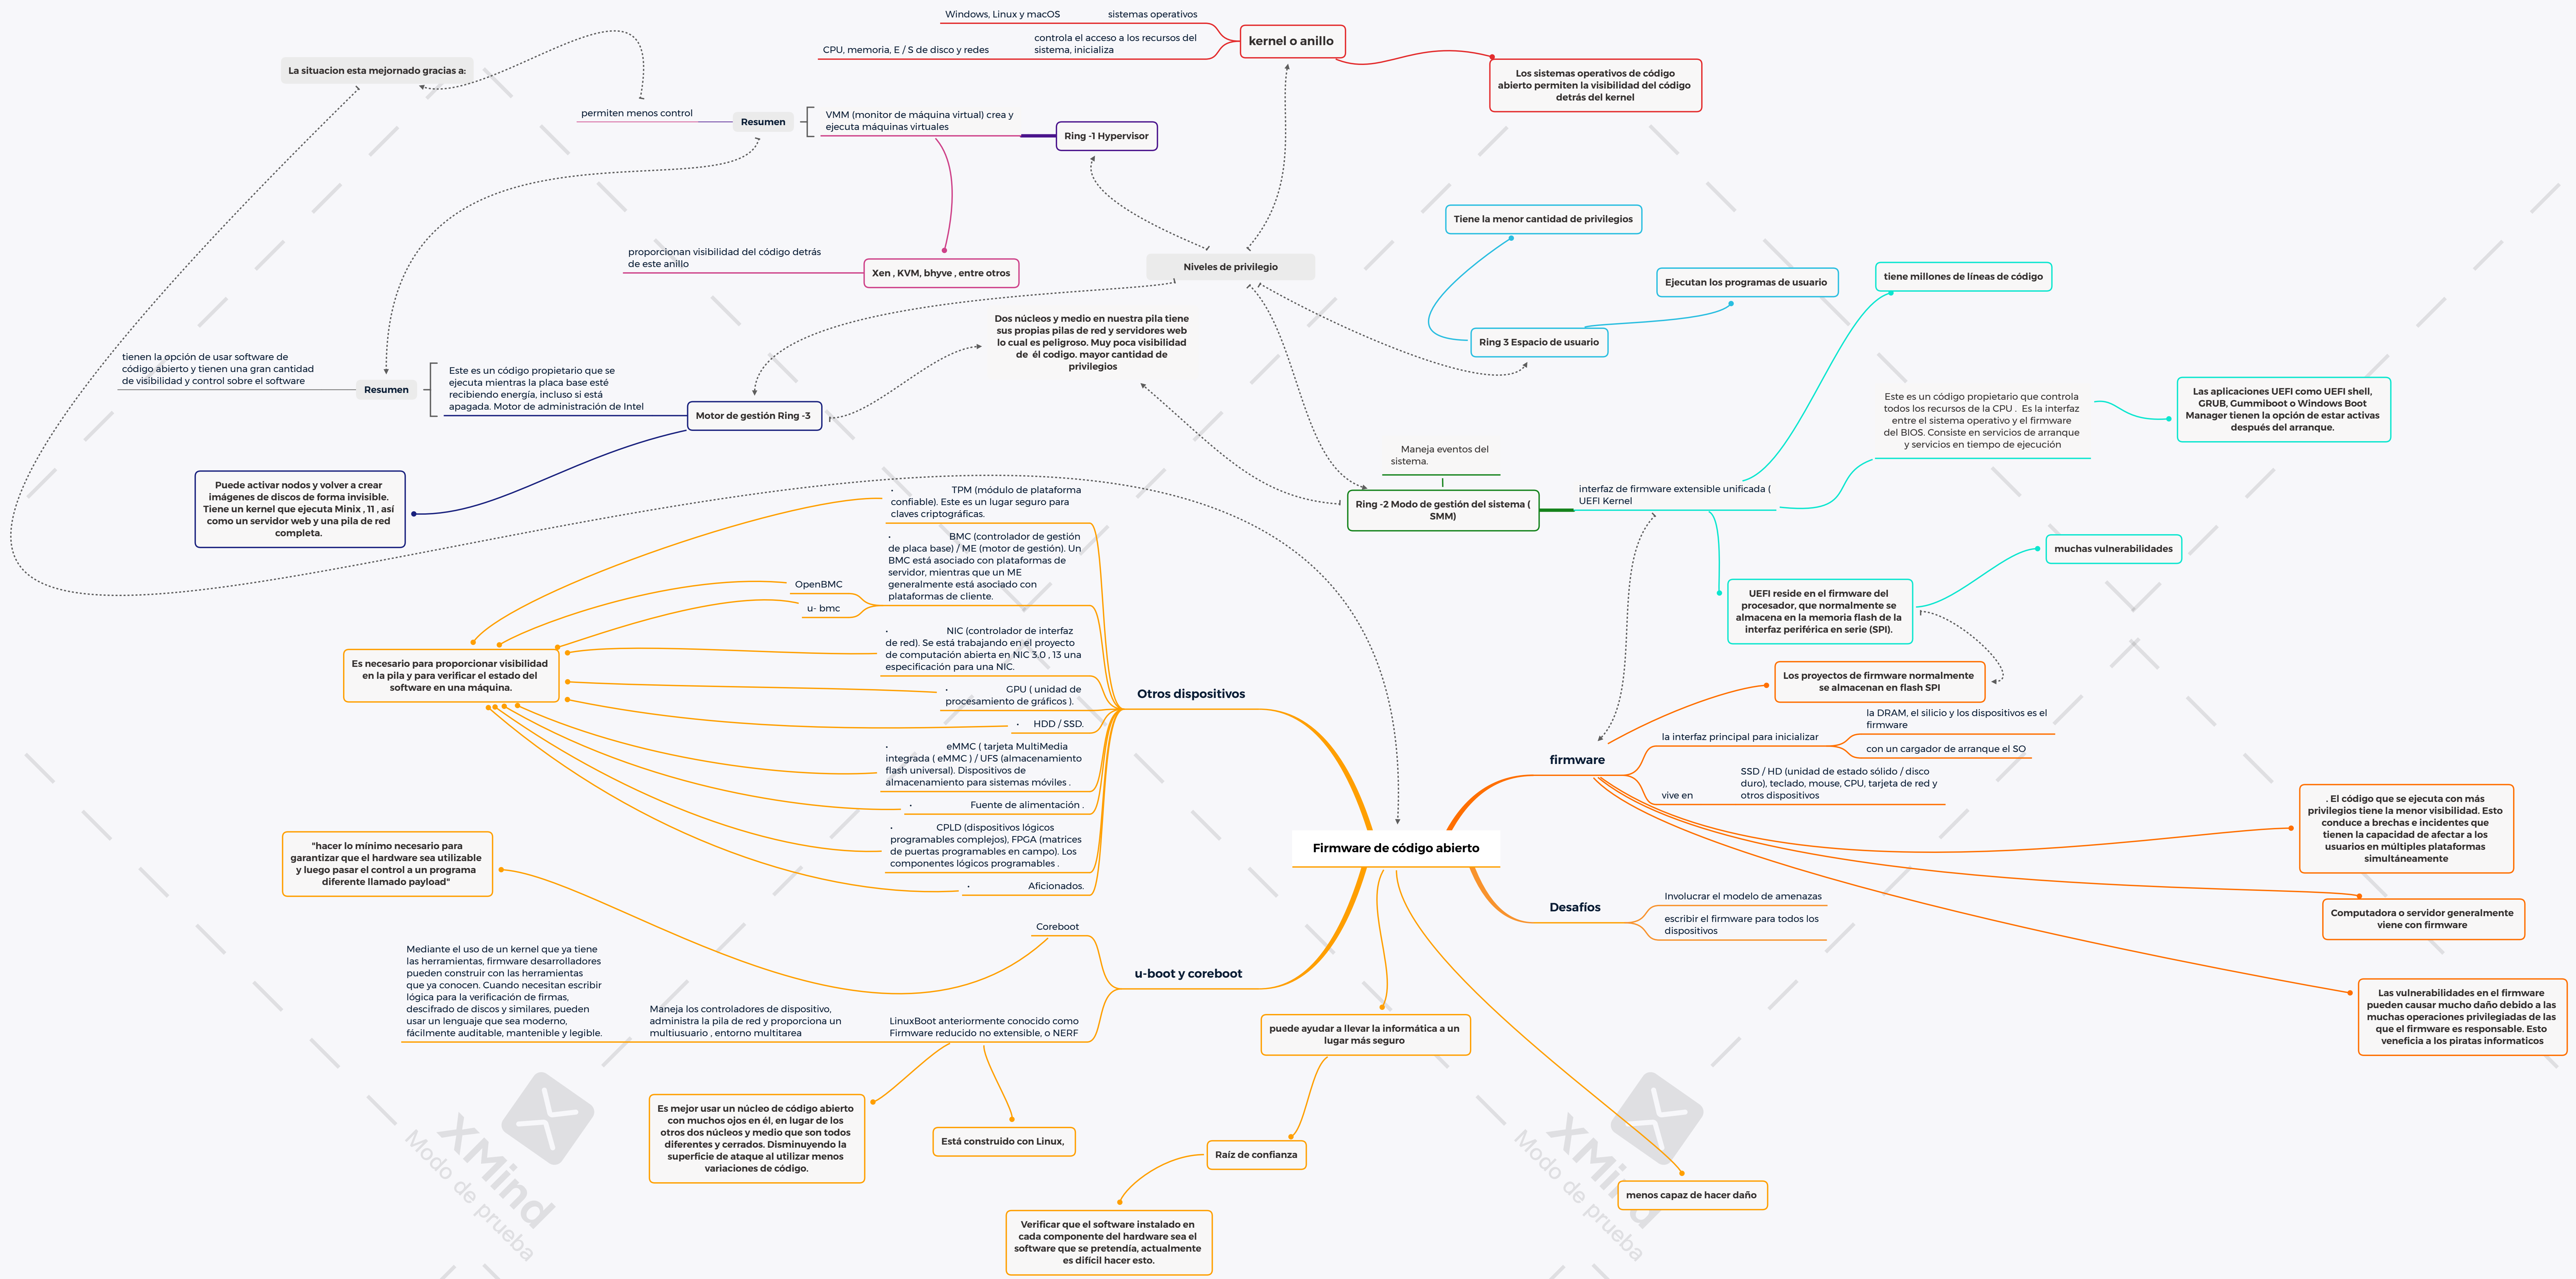 Windows, Linux y macOS
sistemas operativos
CPU, memoria, E / S de disco y redes
controla el acceso a los recursos del
sistema, inicializa
kernel o anillo
Los sistemas operativos de código
abierto permiten la visibilidad del código
detrás del kernel
La situacion esta mejornado gracias a:
permiten menos control
Resumen
VMM (monitor de máquina virtual) crea y
ejecuta máquinas virtuales
Ring -1 Hypervisor
proporcionan visibilidad del código detrás
de este anillo
Xen , KVM, bhyve , entre otros
Niveles de privilegio
Tiene la menor cantidad de privilegios
Ejecutan los programas de usuario
Ring 3 Espacio de usuario
tiene millones de líneas de código
Dos núcleos y medio en nuestra pila tiene
sus propias pilas de red y servidores web
lo cual es peligroso. Muy poca visibilidad
de  él codigo. mayor cantidad de
privilegios
tienen la opción de usar software de
código abierto y tienen una gran cantidad
de visibilidad y control sobre el software
Resumen
Este es un código propietario que se
ejecuta mientras la placa base esté
recibiendo energía, incluso si está
apagada. Motor de administración de Intel
Motor de gestión Ring -3
Puede activar nodos y volver a crear
imágenes de discos de forma invisible.
Tiene un kernel que ejecuta Minix , 11 , así
como un servidor web y una pila de red
completa.
Maneja eventos del
sistema.
Ring -2 Modo de gestión del sistema (
SMM)
interfaz de firmware extensible unificada (
UEFI Kernel
Este es un código propietario que controla
todos los recursos de la CPU .  Es la interfaz
entre el sistema operativo y el firmware
del BIOS. Consiste en servicios de arranque
y servicios en tiempo de ejecución
Las aplicaciones UEFI como UEFI shell,
GRUB, Gummiboot o Windows Boot
Manager tienen la opción de estar activas
después del arranque.
muchas vulnerabilidades
UEFI reside en el firmware del
procesador, que normalmente se
almacena en la memoria flash de la
interfaz periférica en serie (SPI).
Los proyectos de firmware normalmente
se almacenan en flash SPI
• TPM (módulo de plataforma
confiable). Este es un lugar seguro para
claves criptográficas.
• BMC (controlador de gestión
de placa base) / ME (motor de gestión). Un
BMC está asociado con plataformas de
servidor, mientras que un ME
generalmente está asociado con
plataformas de cliente.
OpenBMC
u- bmc
• NIC (controlador de interfaz
de red). Se está trabajando en el proyecto
de computación abierta en NIC 3.0 , 13 una
especificación para una NIC.
• GPU ( unidad de
procesamiento de gráficos ).
• HDD / SSD.
• eMMC ( tarjeta MultiMedia
integrada ( eMMC ) / UFS (almacenamiento
flash universal). Dispositivos de
almacenamiento para sistemas móviles .
• Fuente de alimentación .
• CPLD (dispositivos lógicos
programables complejos), FPGA (matrices
de puertas programables en campo). Los
componentes lógicos programables .
• Aficionados.
Es necesario para proporcionar visibilidad
en la pila y para verificar el estado del
software en una máquina.
Otros dispositivos
firmware
la interfaz principal para inicializar
la DRAM, el silicio y los dispositivos es el
firmware
con un cargador de arranque el SO
vive en
SSD / HD (unidad de estado sólido / disco
duro), teclado, mouse, CPU, tarjeta de red y
otros dispositivos
. El código que se ejecuta con más
privilegios tiene la menor visibilidad. Esto
conduce a brechas e incidentes que
tienen la capacidad de afectar a los
usuarios en múltiples plataformas
simultáneamente
Computadora o servidor generalmente
viene con firmware
Las vulnerabilidades en el firmware
pueden causar mucho daño debido a las
muchas operaciones privilegiadas de las
que el firmware es responsable. Esto
veneficia a los piratas informaticos
Firmware de código abierto
Desafíos
Involucrar el modelo de amenazas
escribir el firmware para todos los
dispositivos
"hacer lo mínimo necesario para
garantizar que el hardware sea utilizable
y luego pasar el control a un programa
diferente llamado payload"
Coreboot
u-boot y coreboot
Mediante el uso de un kernel que ya tiene
las herramientas, firmware desarrolladores
pueden construir con las herramientas
que ya conocen. Cuando necesitan escribir
lógica para la verificación de firmas,
descifrado de discos y similares, pueden
usar un lenguaje que sea moderno,
fácilmente auditable, mantenible y legible.
Maneja los controladores de dispositivo,
administra la pila de red y proporciona un
multiusuario , entorno multitarea
LinuxBoot anteriormente conocido como
Firmware reducido no extensible, o NERF
Es mejor usar un núcleo de código abierto
con muchos ojos en él, en lugar de los
otros dos núcleos y medio que son todos
diferentes y cerrados. Disminuyendo la
superficie de ataque al utilizar menos
variaciones de código.
Está construido con Linux,
puede ayudar a llevar la informática a un
lugar más seguro
Raíz de confianza
Verificar que el software instalado en
cada componente del hardware sea el
software que se pretendía, actualmente
es difícil hacer esto.
menos capaz de hacer daño
XMind
Modo de prueba
XMind
Modo de prueba